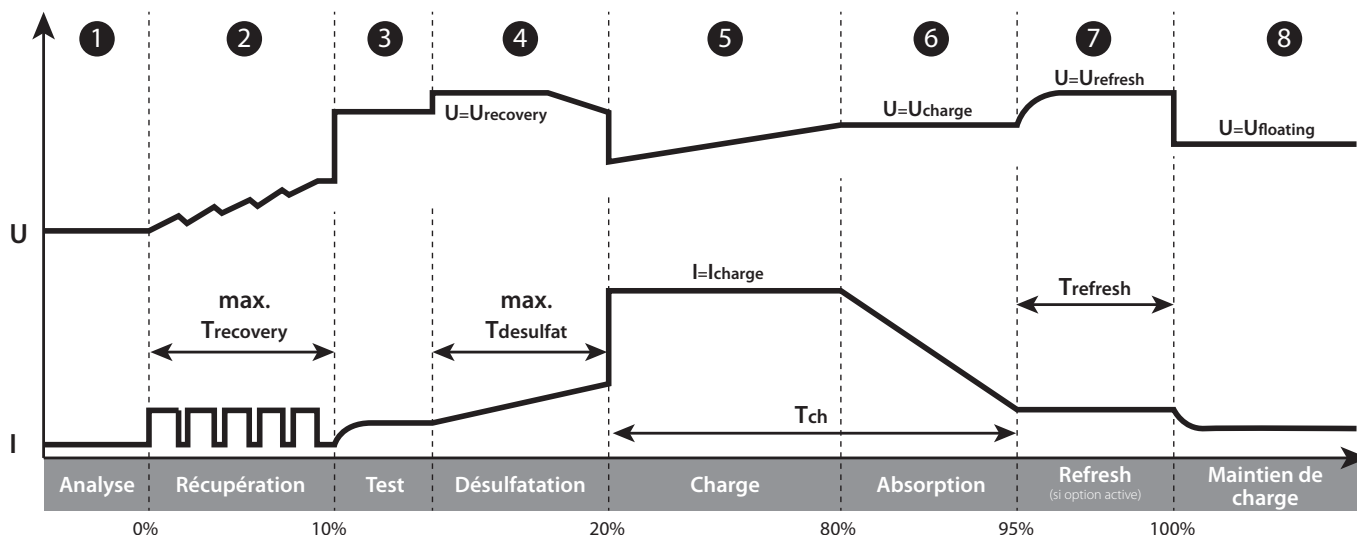 1 2 3 4 5 6 7 8
U=Urefresh
U=Urecovery
U=Ucharge
U=Ufloating
U
I=Icharge
max.
Trecovery
max.
Tdesulfat
Trefresh
Tch
I
Analyse
Récupération
Test
Désulfatation
Charge
Absorption
Refresh
(si option active)
Maintien de
charge
0% 10% 20% 80% 95% 100%